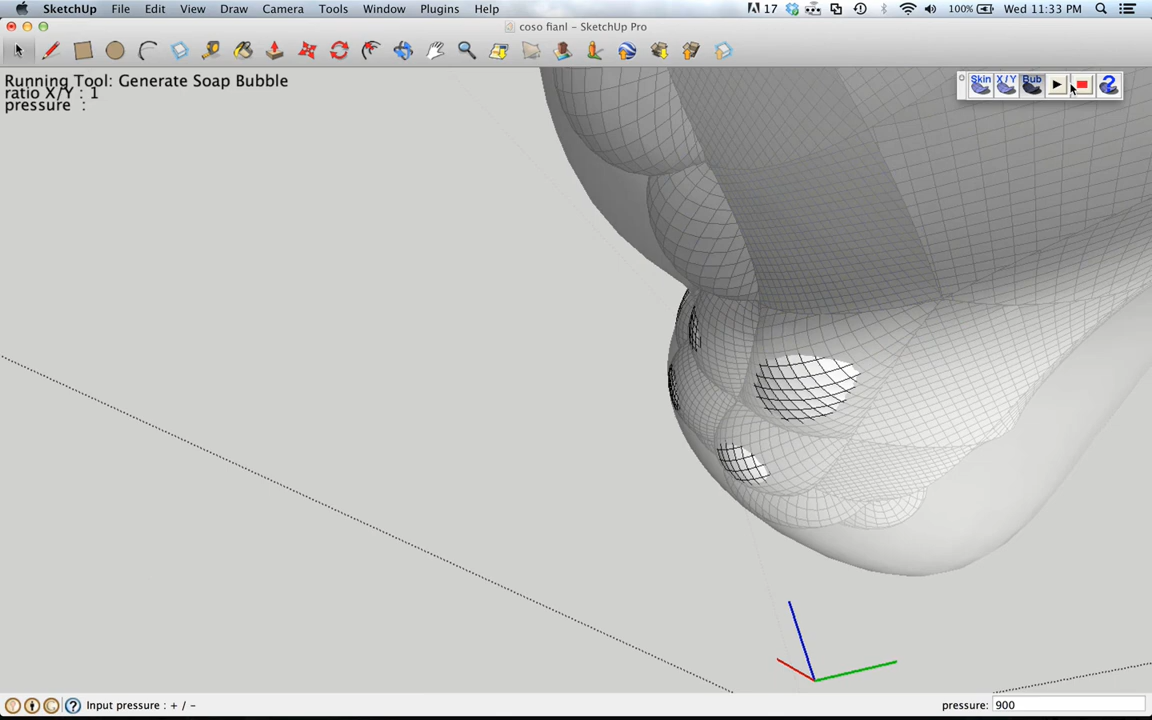 SketchUp File Edit View Draw Camera Tools Window Plugins Help 17 100% Wed 11:33 PM
coso fianl - SketchUp Pro
Running Tool: Generate Soap Bubble
ratio X/Y : 1
pressure :
Skin X/Y Bub ?
? Input pressure : + / - pressure: 900